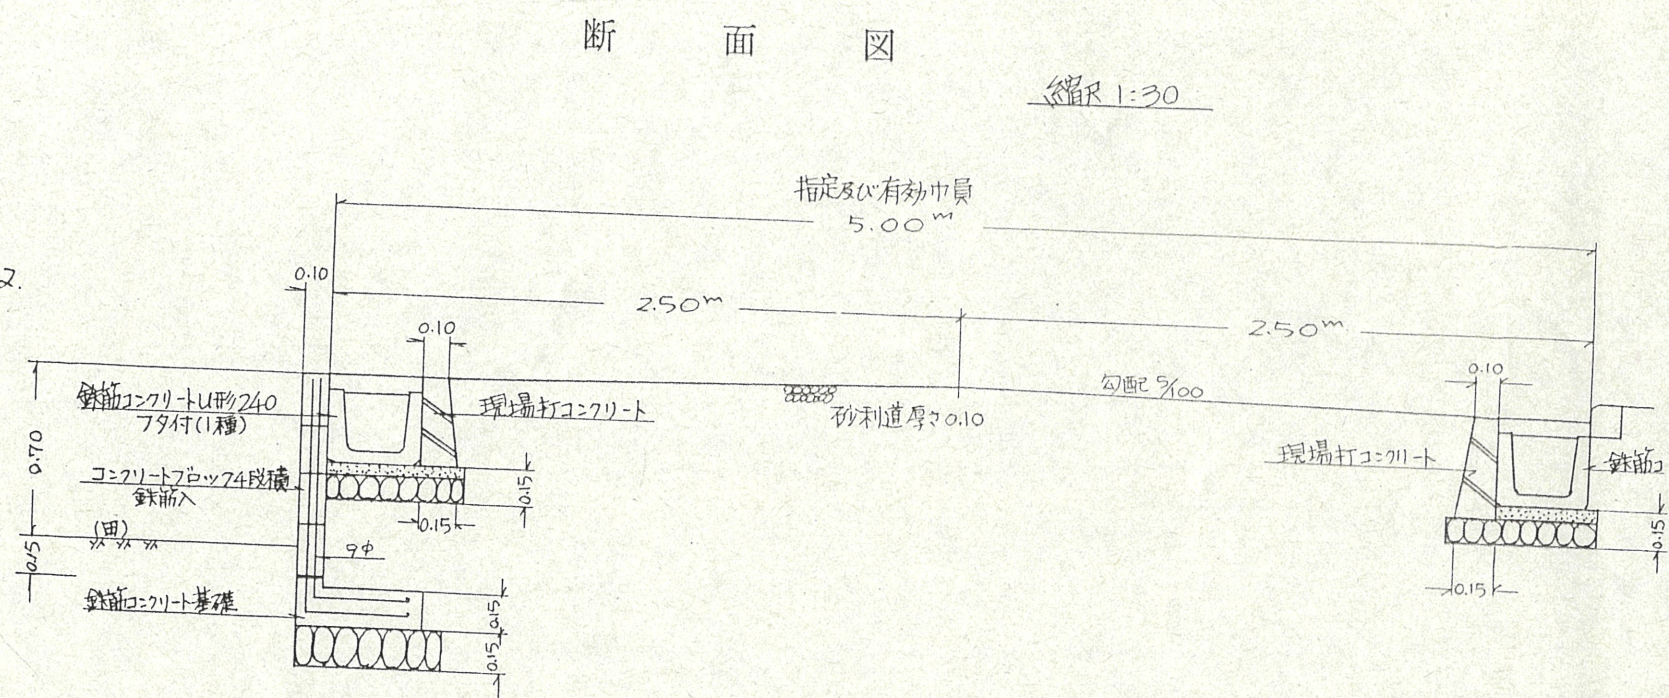 断面図
縮尺 1:30
指定及び有効巾員
5.00m
2.
0.10
2.50m
2.50m
0.10
0.10
鉄筋コンクリートU形240
フタ付(1種)
現場打コンクリート
砂利道厚さ0.10
勾配 5/100
0.70
コンクリートブロック4段積
鉄筋入
0.15
0.15
現場打コンクリート
鉄筋コ
0.15
(田)
0.15
9φ
0.15
鉄筋コンクリート基礎
0.15
0.15